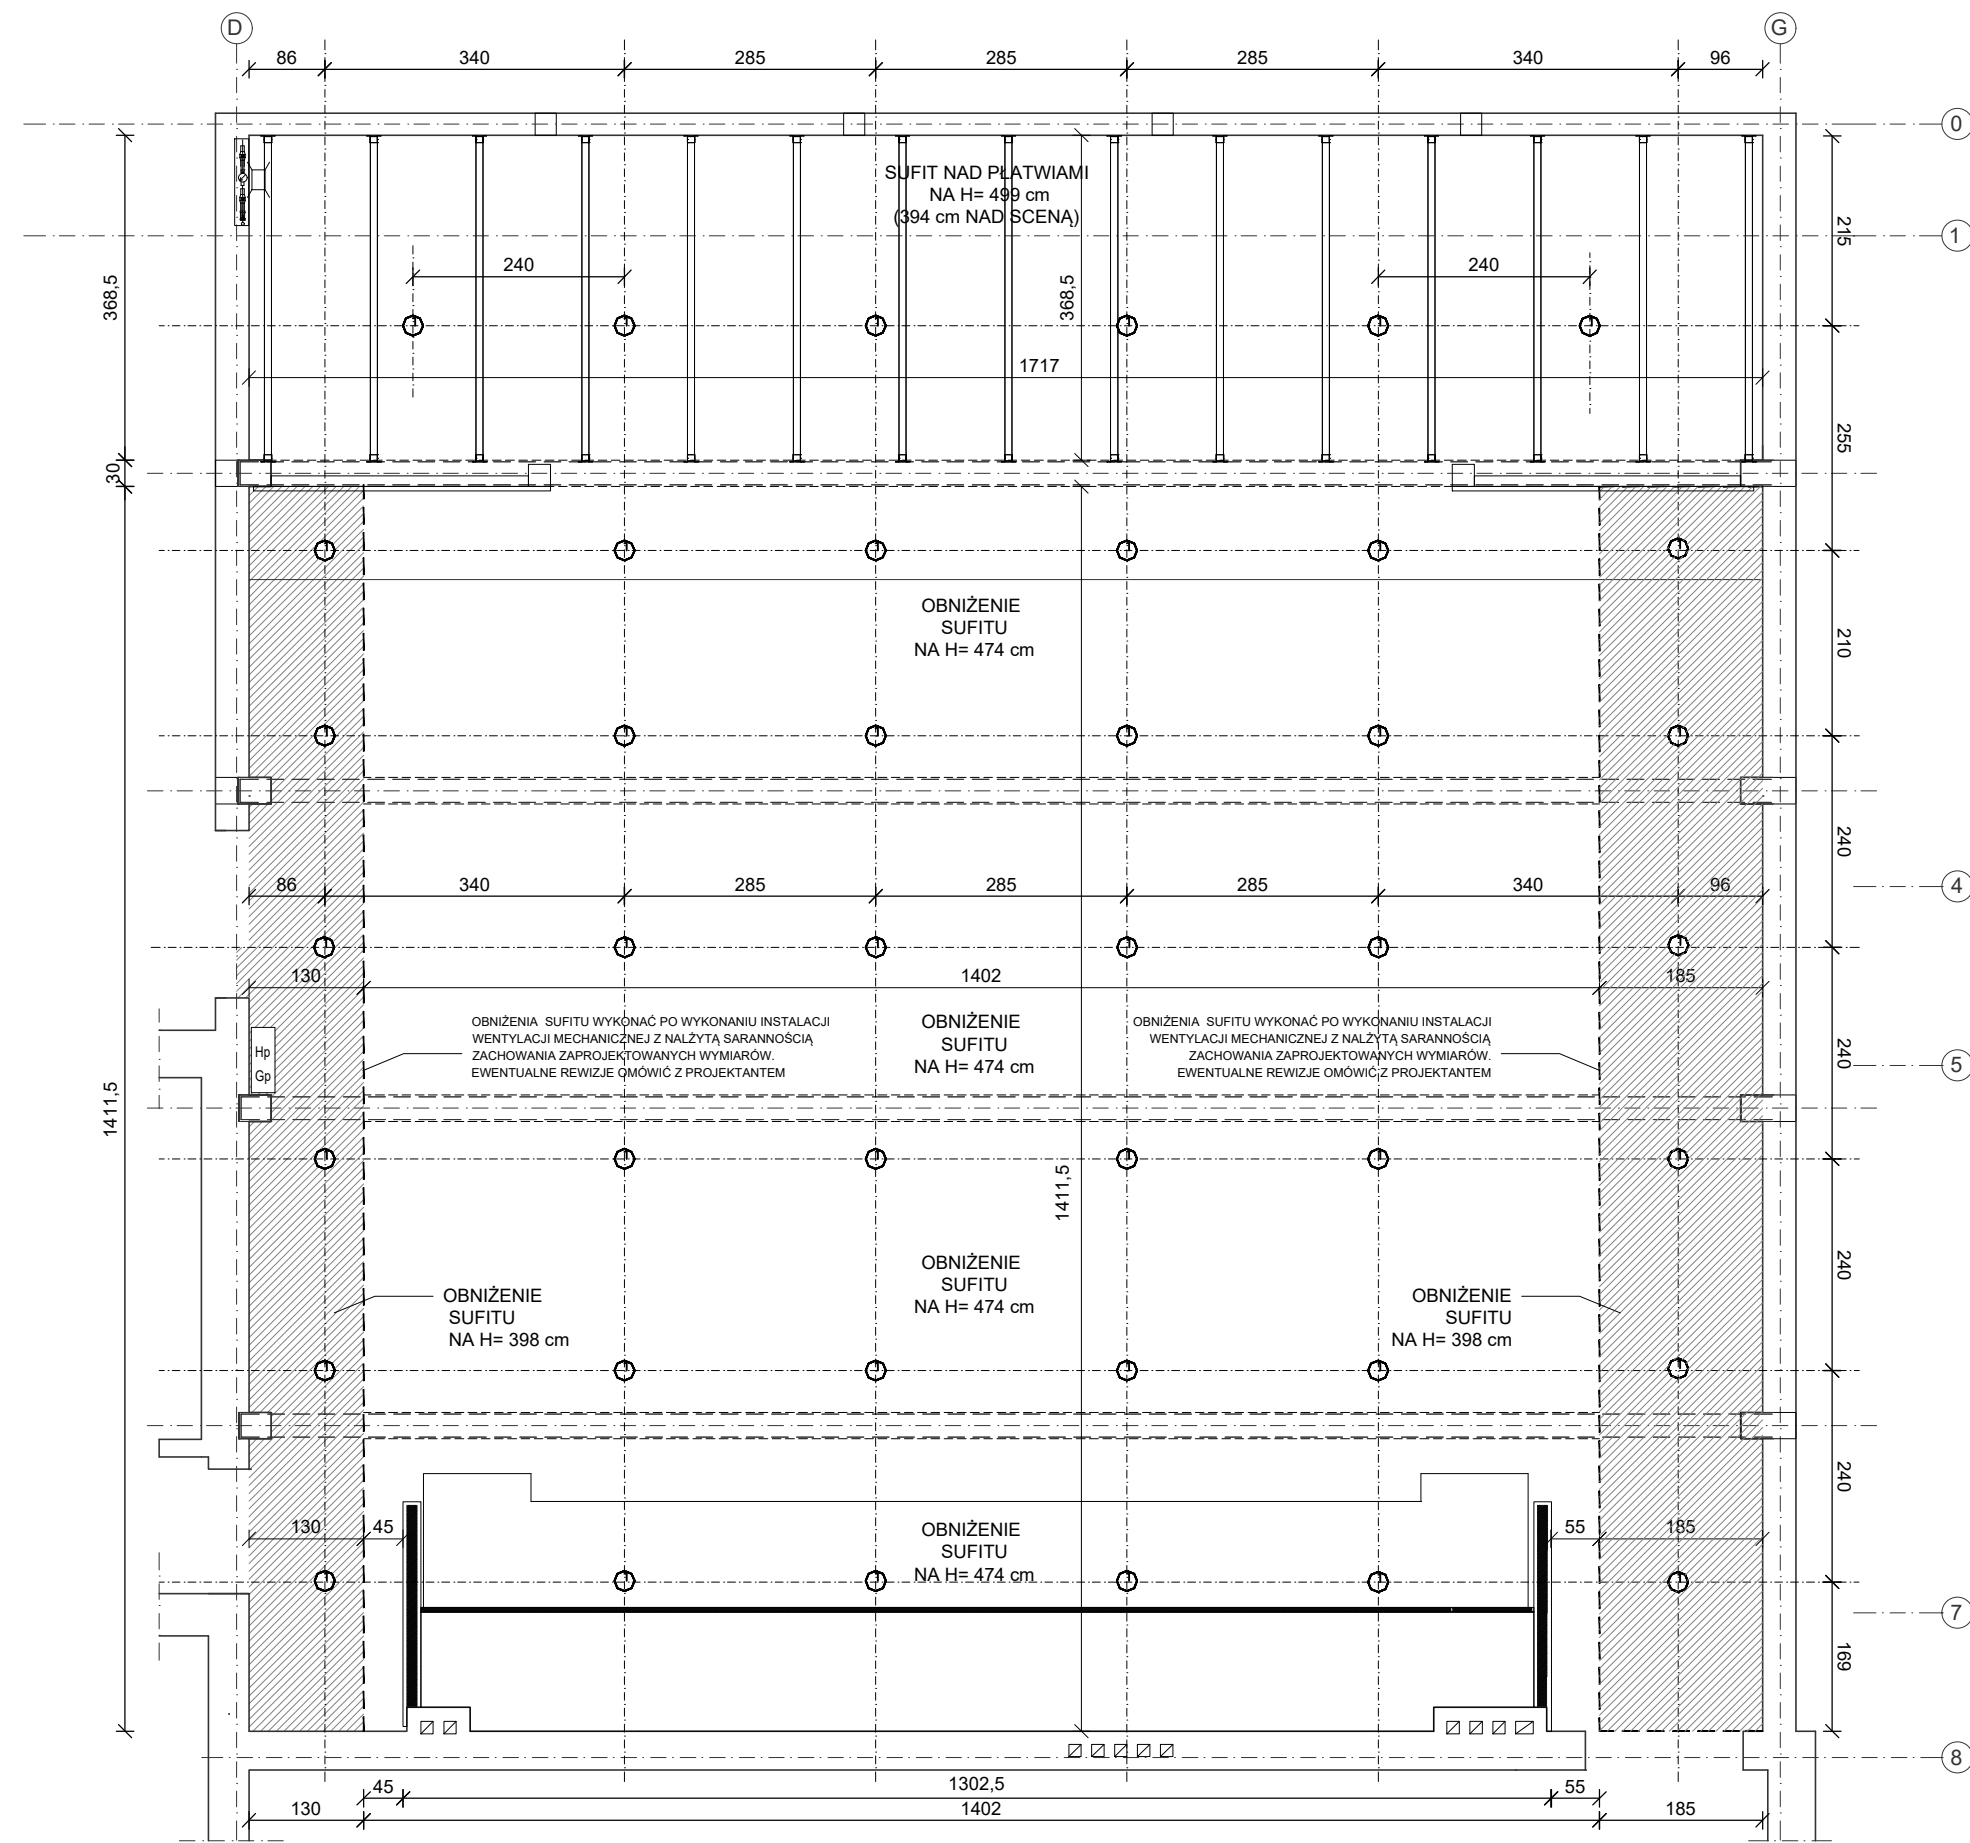 D
G
86
340
285
285
285
340
96
0
SUFIT NAD PŁATWIAMI
NA H= 499 cm
(394 cm NAD SCENĄ)
1
215
240
240
368,5
368,5
1717
255
30
OBNIŻENIE
SUFITU
NA H= 474 cm
210
240
86
340
285
285
285
340
96
4
130
1402
185
OBNIŻENIA SUFITU WYKONAĆ PO WYKONANIU INSTALACJI
WENTYLACJI MECHANICZNEJ Z NALŻYTĄ SARANNOŚCIĄ
ZACHOWANIA ZAPROJEKTOWANYCH WYMIARÓW.
EWENTUALNE REWIZJE OMÓWIĆ Z PROJEKTANTEM
OBNIŻENIE
SUFITU
NA H= 474 cm
OBNIŻENIA SUFITU WYKONAĆ PO WYKONANIU INSTALACJI
WENTYLACJI MECHANICZNEJ Z NALŻYTĄ SARANNOŚCIĄ
ZACHOWANIA ZAPROJEKTOWANYCH WYMIARÓW.
EWENTUALNE REWIZJE OMÓWIĆ Z PROJEKTANTEM
240
5
Hp
Gp
1411,5
1411,5
OBNIŻENIE
SUFITU
NA H= 474 cm
240
OBNIŻENIE
SUFITU
NA H= 398 cm
OBNIŻENIE
SUFITU
NA H= 398 cm
240
130
45
OBNIŻENIE
SUFITU
NA H= 474 cm
55
185
7
169
8
45
1302,5
55
130
1402
185